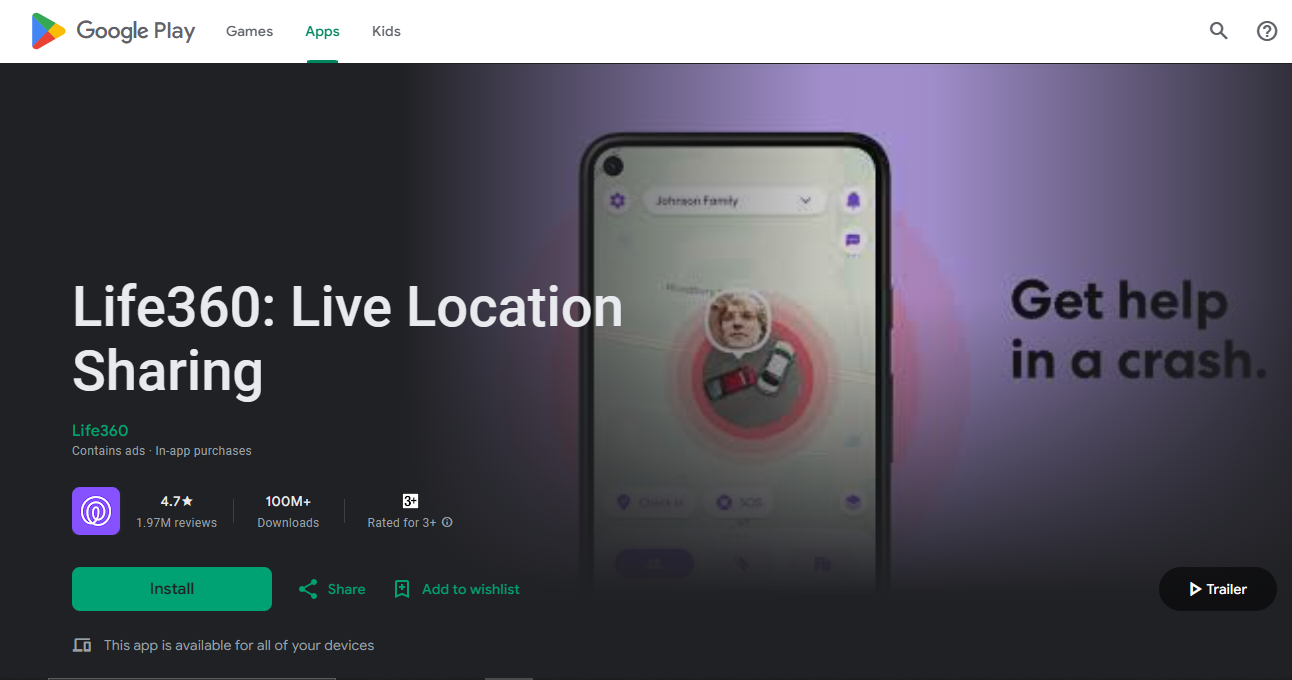 Google Play Games Apps Kids
Johnson Family
Life360: Live Location
Sharing
Get help
in a crash.
Life360
Contains ads · In-app purchases
4.7★ 100M+ 3+
1.97M reviews Downloads Rated for 3+
Check in SOS
Install Share Add to wishlist Trailer
This app is available for all of your devices